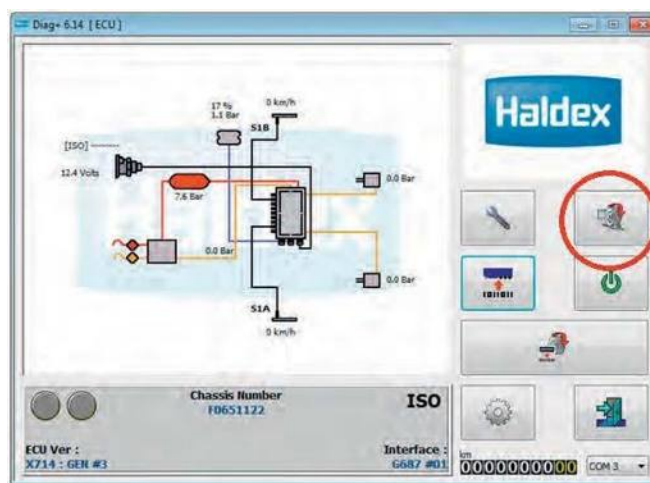 Diag+ 6.14 [ ECU ]
17 %
1.1 Bar
0 km/h
S1B
[ISO]
12.4 Volts
0.0 Bar
7.6 Bar
0.0 Bar
0.0 Bar
S1A
0 km/h
Haldex
Chassis Number
F0651122
ISO
ECU Ver :
X714 : GEN #3
Interface :
G687 #01
km
00000000000
COM 3